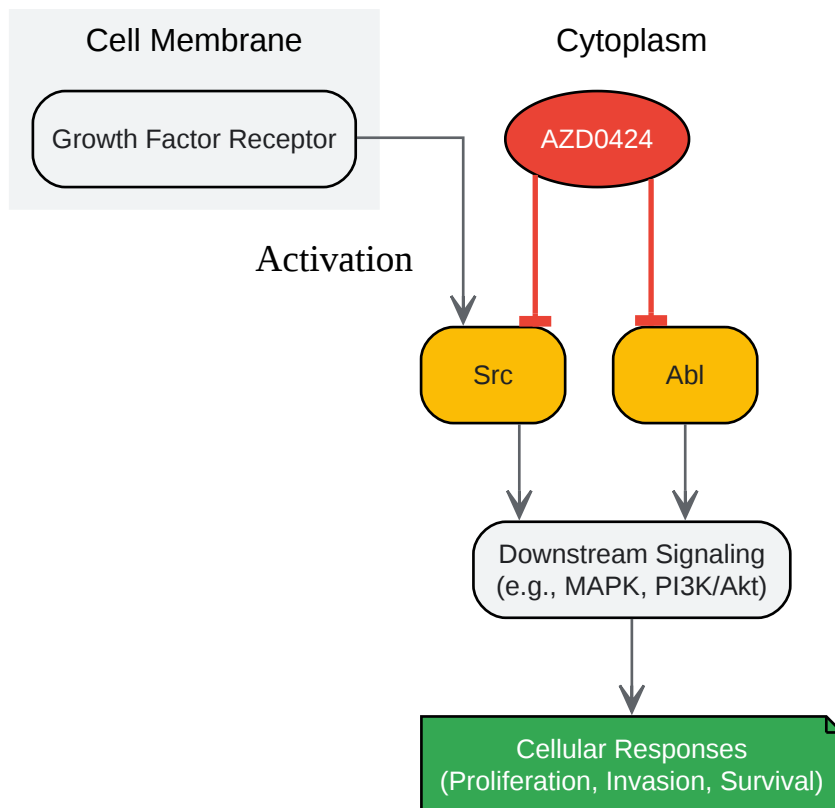 Cell Membrane
Cytoplasm
Growth Factor Receptor
AZD0424
Activation
Src
Abl
Downstream Signaling
(e.g., MAPK, PI3K/Akt)
Cellular Responses
(Proliferation, Invasion, Survival)